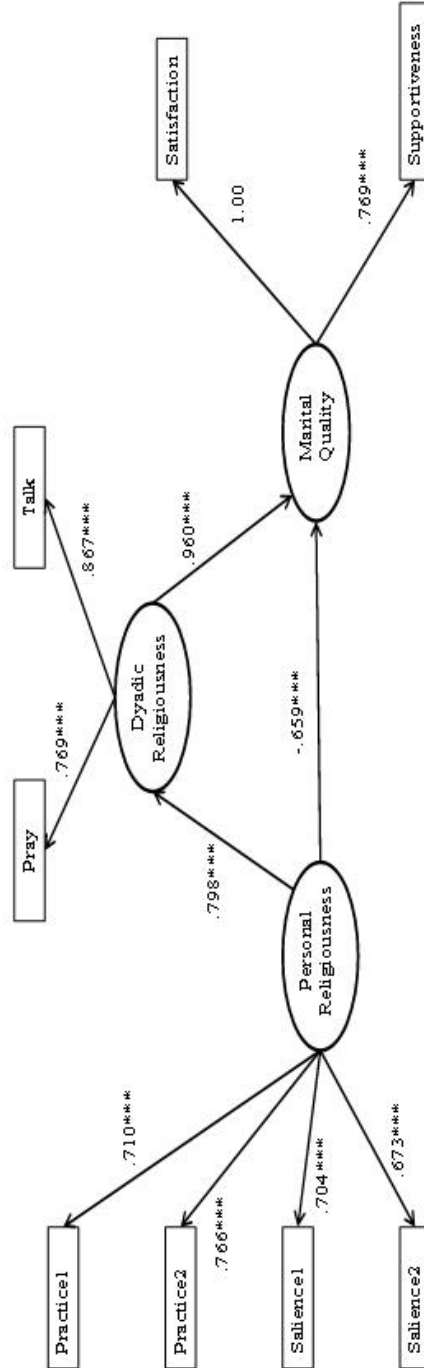 Pray
Talk
.769***
.867***
Dyadic
Religiousness
Satisfaction
.798***
.960***
1.00
Practice1
.710***
Practice2
.766***
Personal
Religiousness
-.659***
Marital
Quality
Salience1
.704***
.769***
Salience2
.673***
Supportiveness